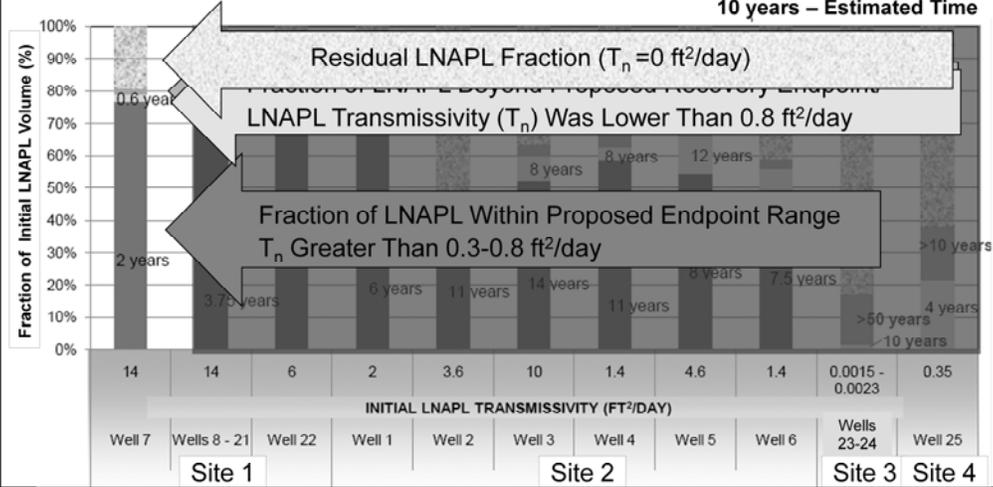 10 years – Estimated Time
Fraction of Initial LNAPL Volume (%)
100%
90%
80%
70%
60%
50%
40%
30%
20%
10%
0%
Residual LNAPL Fraction (Tn =0 ft²/day)
Fraction of LNAPL Beyond Proposed Recovery Endpoint/
LNAPL Transmissivity (Tn) Was Lower Than 0.8 ft²/day
Fraction of LNAPL Within Proposed Endpoint Range
Tn Greater Than 0.3-0.8 ft²/day
0.6 year
2 years
3.75 years
6 years
11 years
8 years
14 years
8 years
11 years
12 years
8 years
7.5 years
>50 years
10 years
>10 years
4 years
14 14 6 2 3.6 10 1.4 4.6 1.4 0.0015 - 0.35
0.0023
INITIAL LNAPL TRANSMISSIVITY (FT²/DAY)
Well 7 Wells 8 - 21 Well 22 Well 1 Well 2 Well 3 Well 4 Well 5 Well 6 Wells Well 25
23-24
Site 1 Site 2 Site 3 Site 4